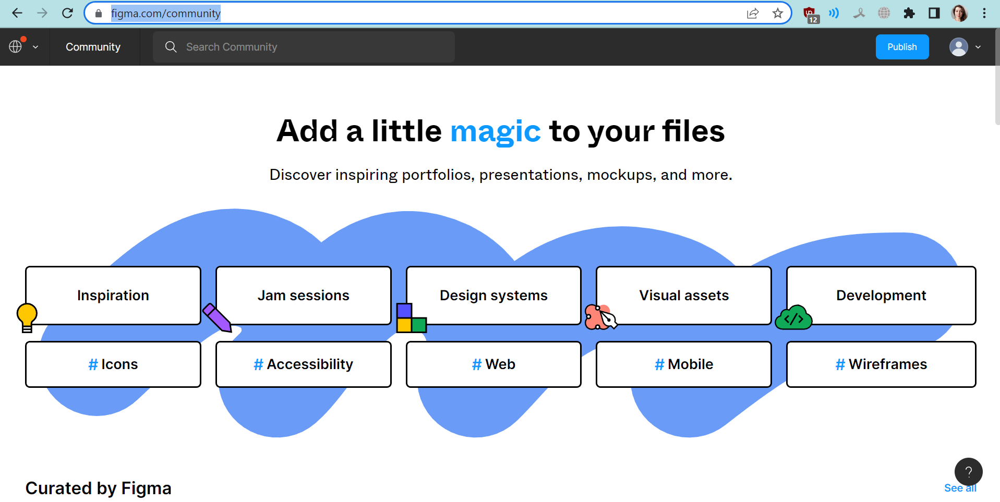 figma.com/community
12
Community
Search Community
Publish
Add a little magic to your files
Discover inspiring portfolios, presentations, mockups, and more.
Inspiration
Jam sessions
Design systems
Visual assets
Development
</>
# Icons
# Accessibility
# Web
# Mobile
# Wireframes
Curated by Figma
?
See all